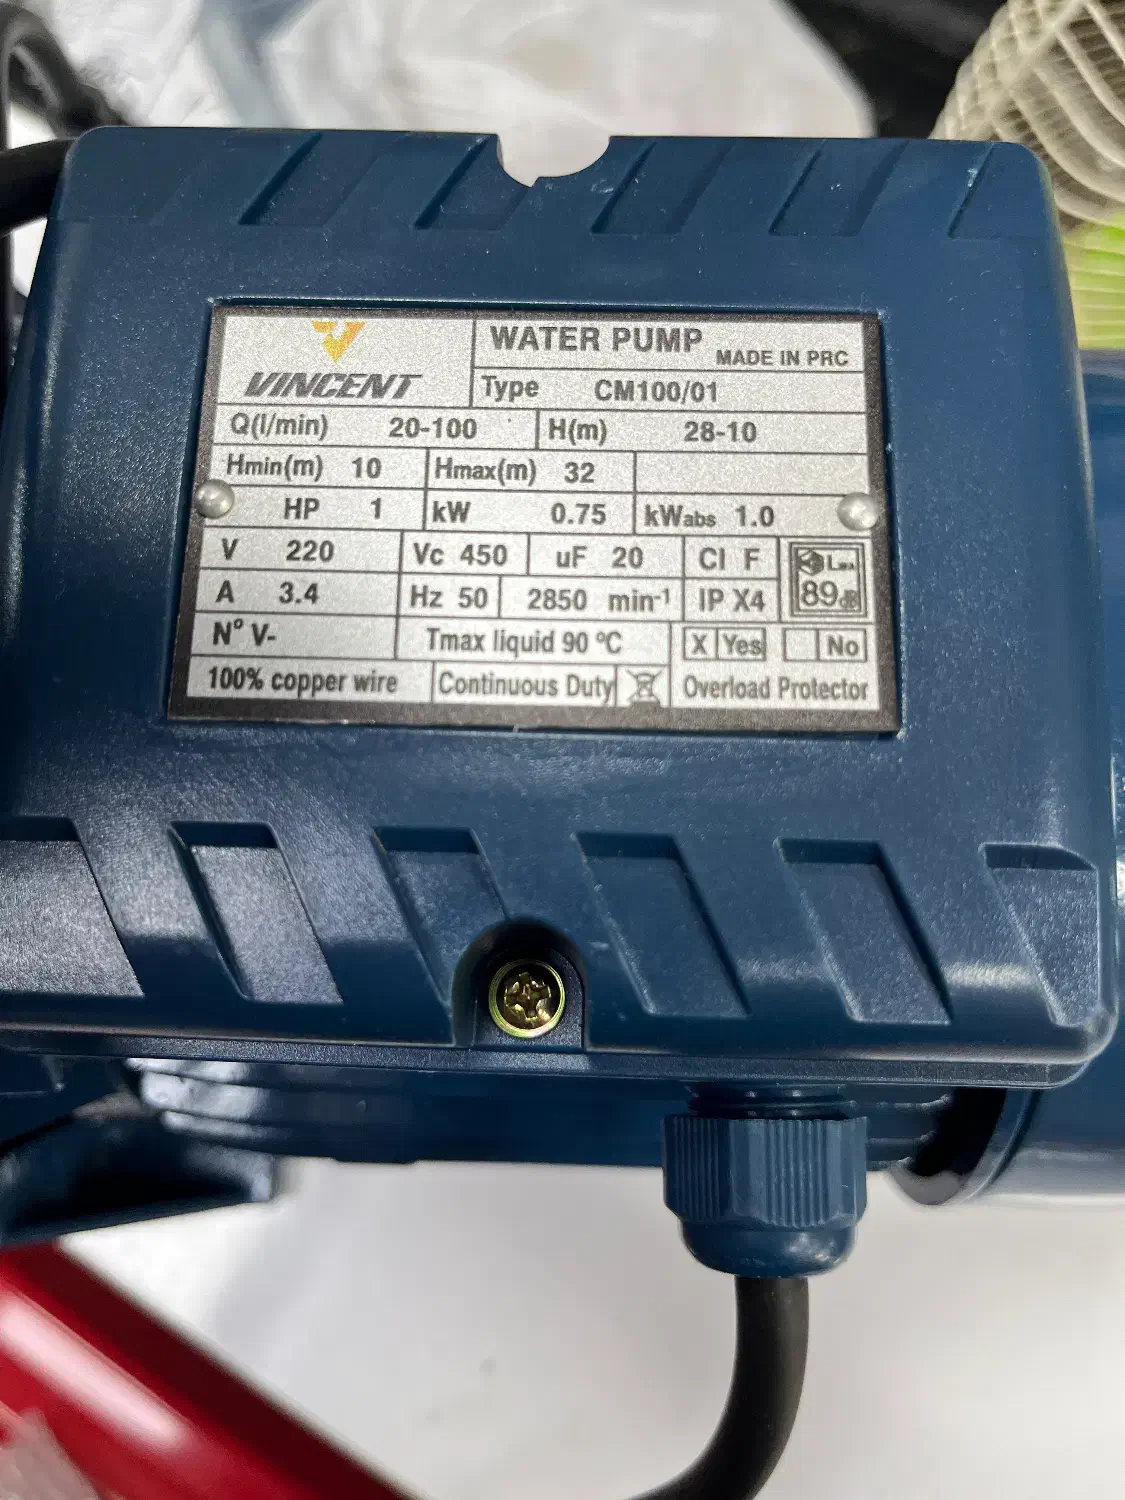 VINCENT
WATER PUMP MADE IN PRC
Type CM100/01
Q(l/min) 20-100 H(m) 28-10
Hmin(m) 10 Hmax(m) 32
HP 1 kW 0.75 kWabs 1.0
V 220 Vc 450 uF 20 Cl F
A 3.4 Hz 50 2850 min-1 IP X4
89dB
N° V- Tmax liquid 90 ºC X Yes No
100% copper wire Continuous Duty Overload Protector